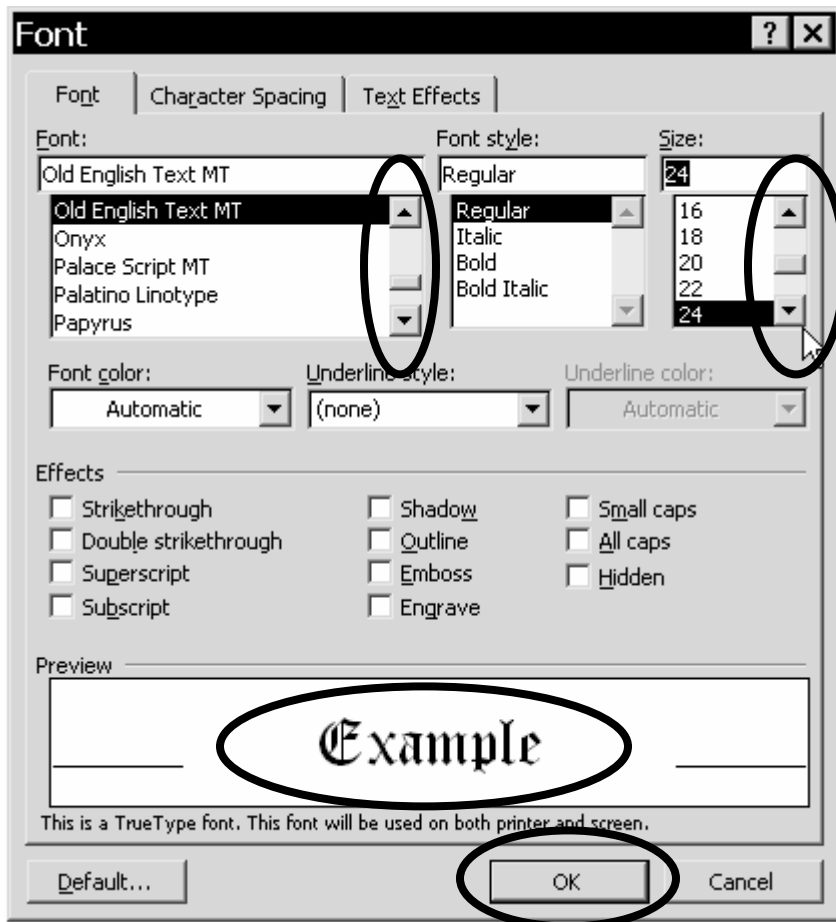 Font ? X
Font Character Spacing Text Effects
Font: Font style: Size:
Old English Text MT Regular 24
Old English Text MT Regular 16
Onyx Italic 18
Palace Script MT Bold 20
Palatino Linotype Bold Italic 22
Papyrus 24
Font color: Underline style: Underline color:
Automatic (none) Automatic
Effects
Strikethrough Shadow Small caps
Double strikethrough Outline All caps
Superscript Emboss Hidden
Subscript Engrave
Preview
Example
This is a TrueType font. This font will be used on both printer and screen.
Default... OK Cancel